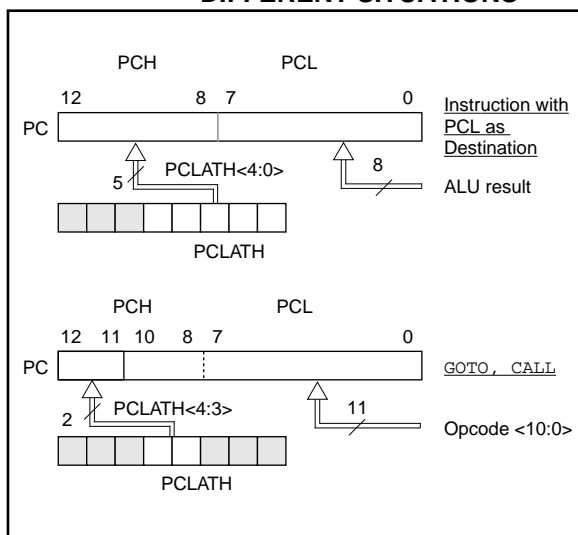 DIFFERENT SITUATIONS
PCH PCL
12 8 7 0
PC
Instruction with
PCL as
Destination
5 PCLATH<4:0>
8
ALU result
PCLATH
PCH PCL
12 11 10 8 7 0
PC
GOTO, CALL
2 PCLATH<4:3>
11
Opcode <10:0>
PCLATH